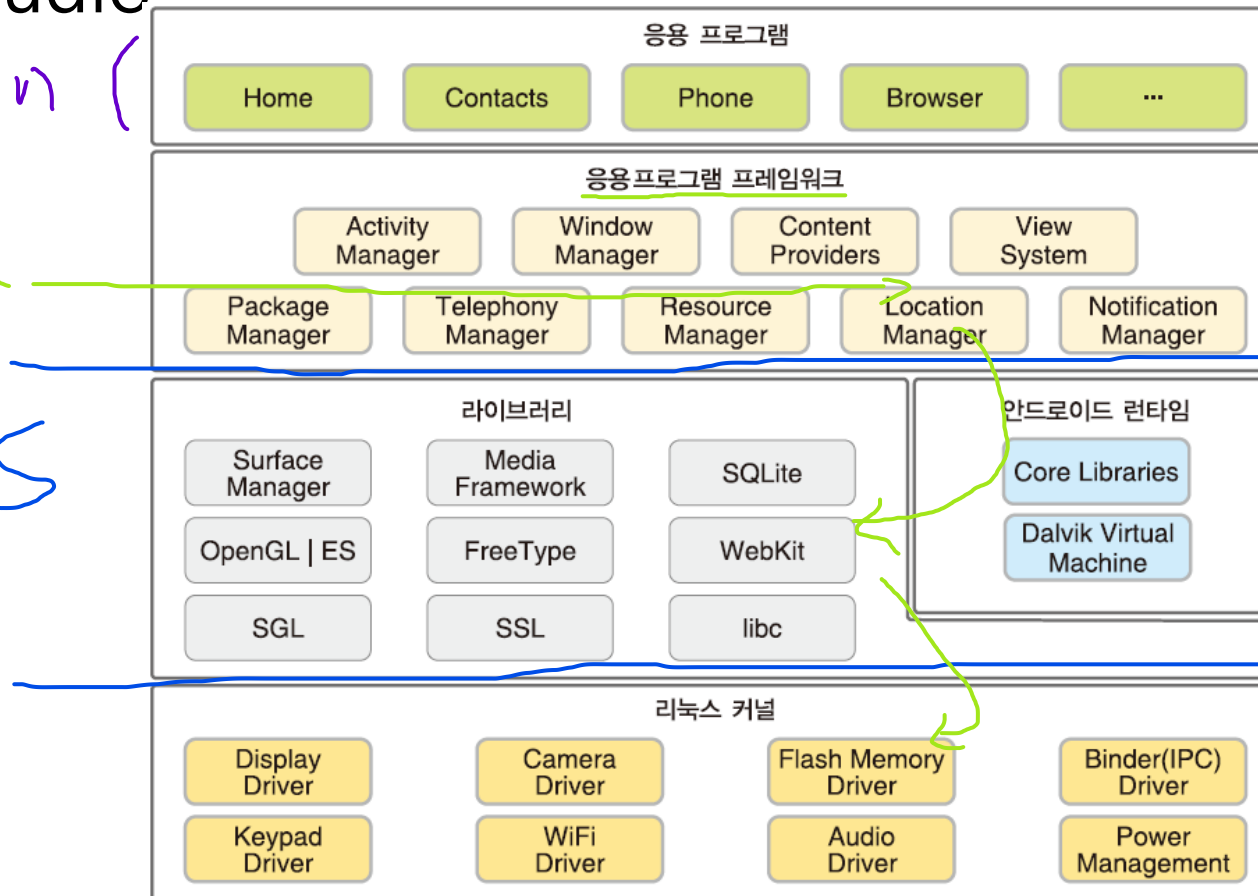 응용 프로그램
Home Contacts Phone Browser ...
응용프로그램 프레임워크
Activity Manager
Window Manager
Content Providers
View System
Package Manager
Telephony Manager
Resource Manager
Location Manager
Notification Manager
라이브러리
Surface Manager
Media Framework
SQLite
OpenGL | ES
FreeType
WebKit
SGL
SSL
libc
안드로이드 런타임
Core Libraries
Dalvik Virtual Machine
리눅스 커널
Display Driver
Camera Driver
Flash Memory Driver
Binder(IPC) Driver
Keypad Driver
WiFi Driver
Audio Driver
Power Management